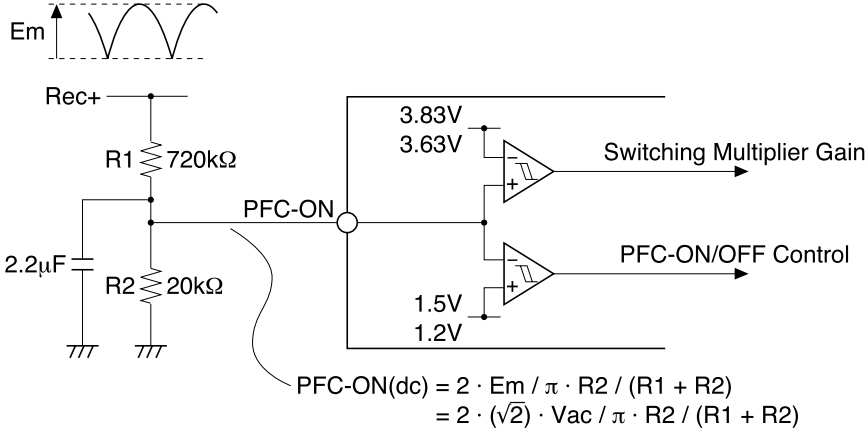 Em
Rec+
R1 720kΩ
2.2μF
R2 20kΩ
PFC-ON
3.83V
3.63V
−
+
Switching Multiplier Gain
−
+
PFC-ON/OFF Control
1.5V
1.2V
PFC-ON(dc) = 2 · Em / π · R2 / (R1 + R2)
= 2 · (√2) · Vac / π · R2 / (R1 + R2)